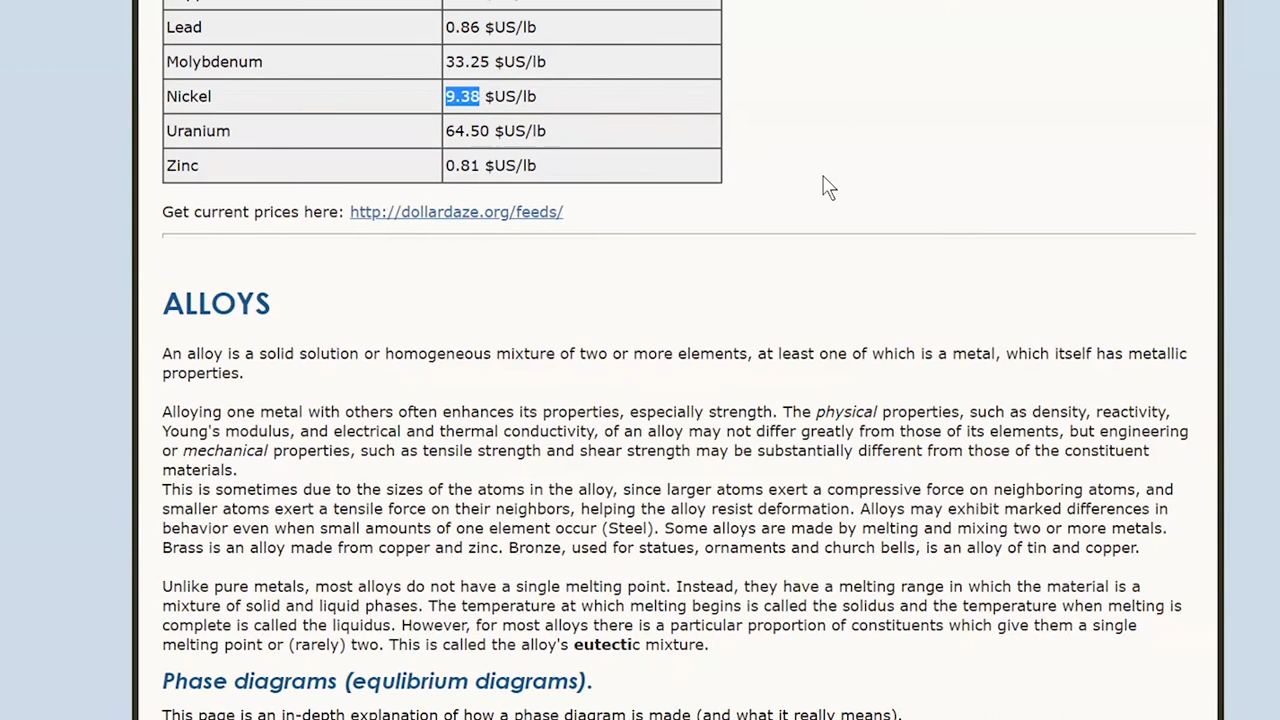 Lead 0.86 $US/lb
Molybdenum 33.25 $US/lb
Nickel 9.38 $US/lb
Uranium 64.50 $US/lb
Zinc 0.81 $US/lb
Get current prices here: http://dollardaze.org/feeds/
ALLOYS
An alloy is a solid solution or homogeneous mixture of two or more elements, at least one of which is a metal, which itself has metallic
properties.
Alloying one metal with others often enhances its properties, especially strength. The physical properties, such as density, reactivity,
Young's modulus, and electrical and thermal conductivity, of an alloy may not differ greatly from those of its elements, but engineering
or mechanical properties, such as tensile strength and shear strength may be substantially different from those of the constituent
materials.
This is sometimes due to the sizes of the atoms in the alloy, since larger atoms exert a compressive force on neighboring atoms, and
smaller atoms exert a tensile force on their neighbors, helping the alloy resist deformation. Alloys may exhibit marked differences in
behavior even when small amounts of one element occur (Steel). Some alloys are made by melting and mixing two or more metals.
Brass is an alloy made from copper and zinc. Bronze, used for statues, ornaments and church bells, is an alloy of tin and copper.
Unlike pure metals, most alloys do not have a single melting point. Instead, they have a melting range in which the material is a
mixture of solid and liquid phases. The temperature at which melting begins is called the solidus and the temperature when melting is
complete is called the liquidus. However, for most alloys there is a particular proportion of constituents which give them a single
melting point or (rarely) two. This is called the alloy's eutectic mixture.
Phase diagrams (equlibrium diagrams).
This page is an in-depth explanation of how a phase diagram is made (and what it really means).